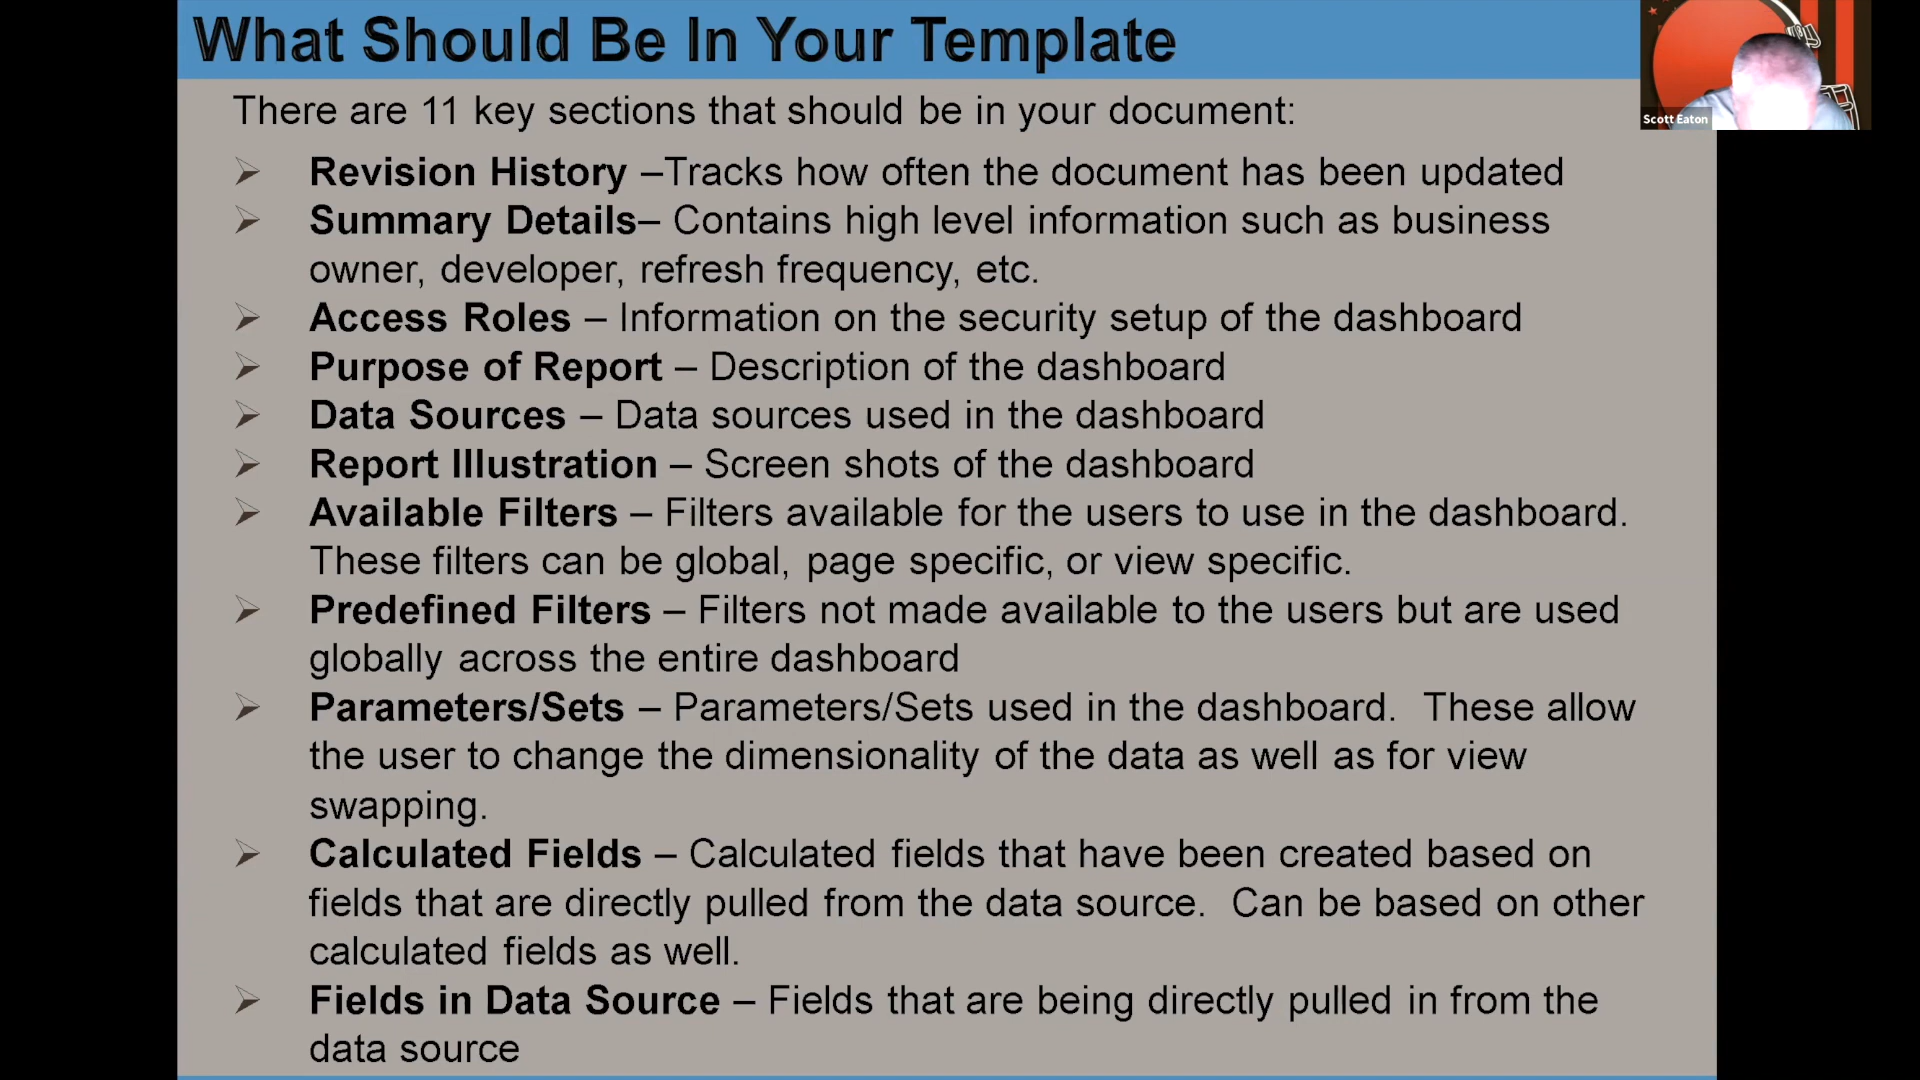 What Should Be In Your Template
There are 11 key sections that should be in your document:
➢ Revision History –Tracks how often the document has been updated
➢ Summary Details– Contains high level information such as business
owner, developer, refresh frequency, etc.
➢ Access Roles – Information on the security setup of the dashboard
➢ Purpose of Report – Description of the dashboard
➢ Data Sources – Data sources used in the dashboard
➢ Report Illustration – Screen shots of the dashboard
➢ Available Filters – Filters available for the users to use in the dashboard.
These filters can be global, page specific, or view specific.
➢ Predefined Filters – Filters not made available to the users but are used
globally across the entire dashboard
➢ Parameters/Sets – Parameters/Sets used in the dashboard.  These allow
the user to change the dimensionality of the data as well as for view
swapping.
➢ Calculated Fields – Calculated fields that have been created based on
fields that are directly pulled from the data source.  Can be based on other
calculated fields as well.
➢ Fields in Data Source – Fields that are being directly pulled in from the
data source
Scott Eaton